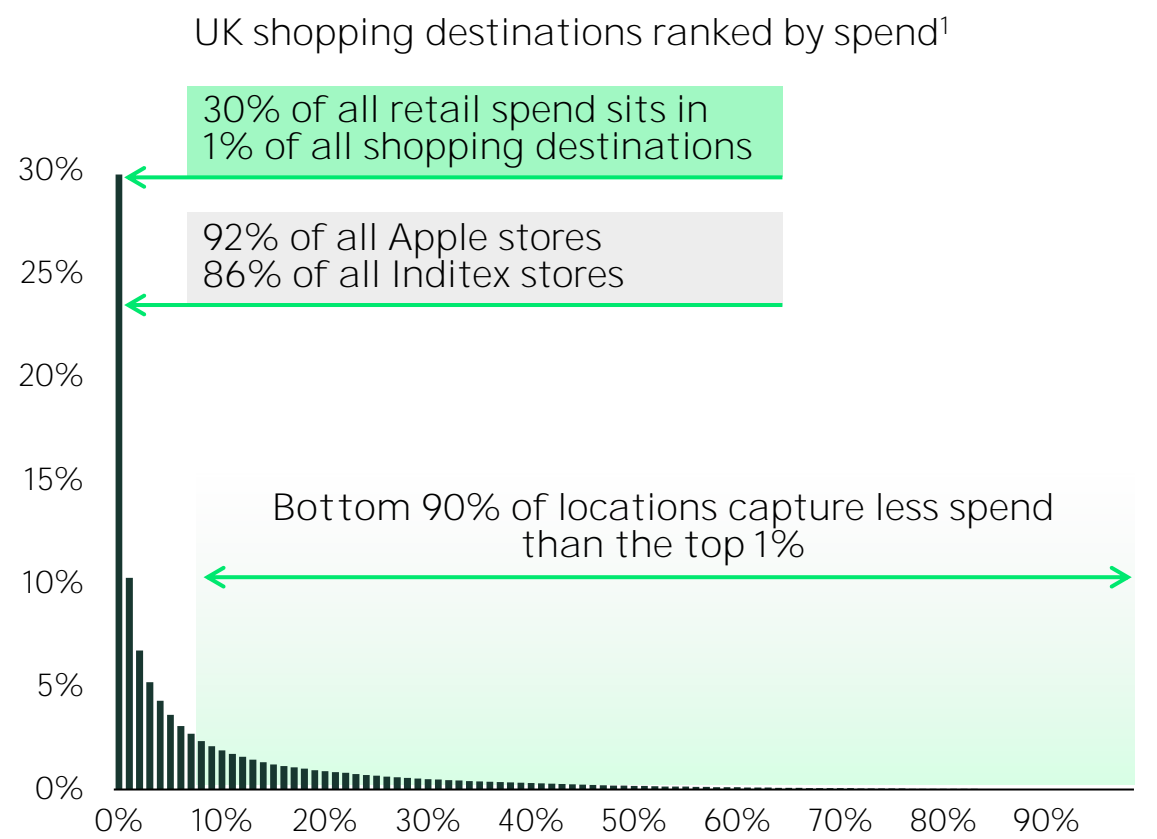 UK shopping destinations ranked by spend¹
30% of all retail spend sits in
1% of all shopping destinations
30%
92% of all Apple stores
86% of all Inditex stores
25%
20%
15%
Bottom 90% of locations capture less spend
than the top 1%
10%
5%
0%
0% 10% 20% 30% 40% 50% 60% 70% 80% 90%